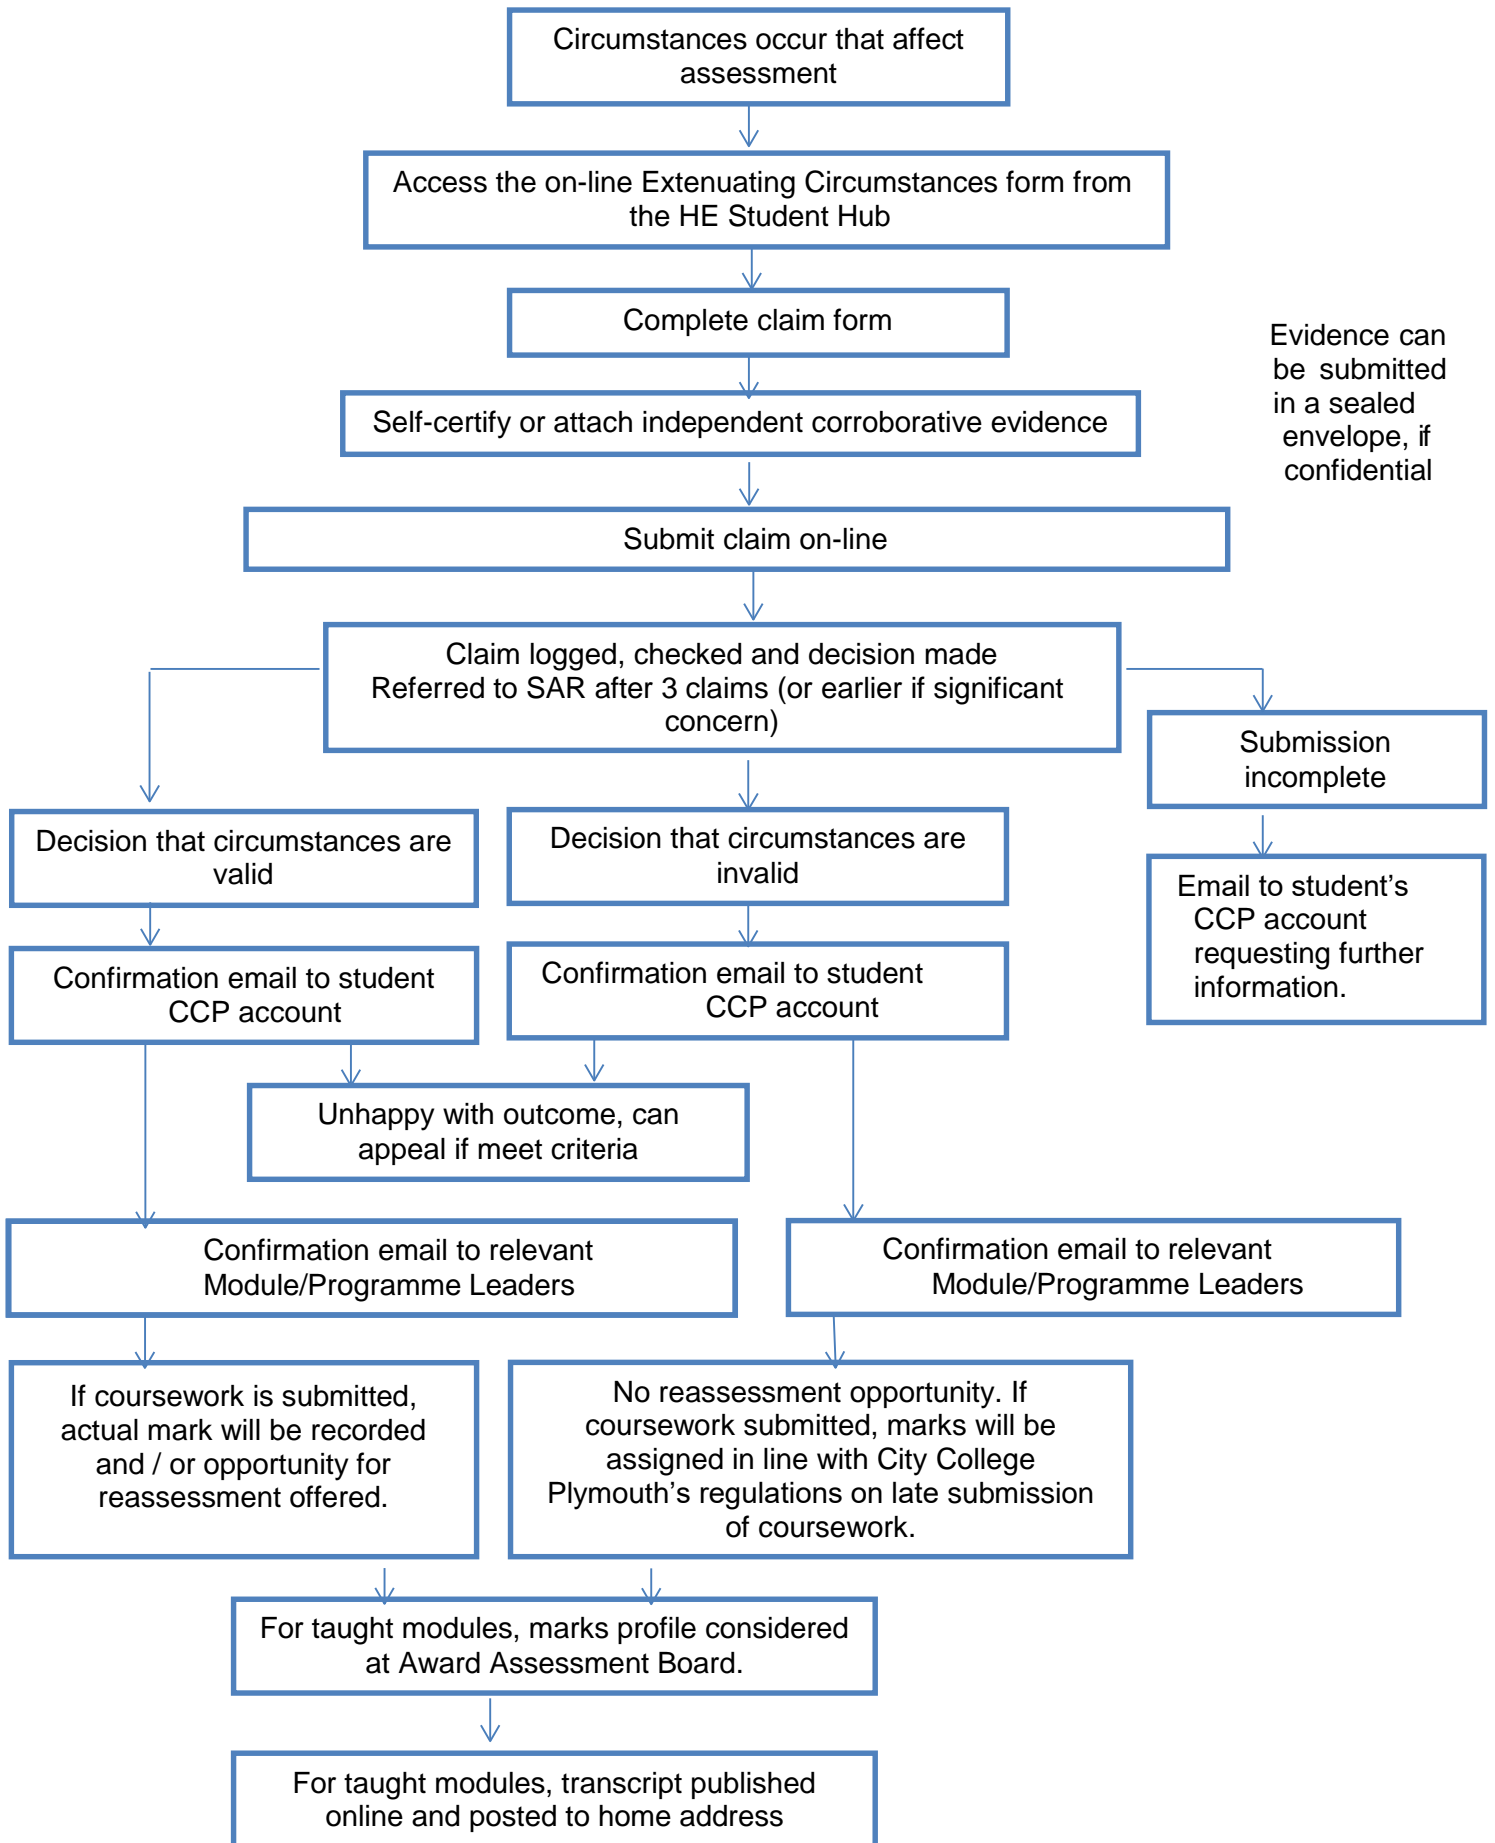 Circumstances occur that affect
assessment
Access the on-line Extenuating Circumstances form from
the HE Student Hub
Complete claim form
Evidence can
be submitted
in a sealed
envelope, if
confidential
Self-certify or attach independent corroborative evidence
Submit claim on-line
Claim logged, checked and decision made
Referred to SAR after 3 claims (or earlier if significant
concern)
Submission
incomplete
Decision that circumstances are
valid
Decision that circumstances are
invalid
Email to student’s
CCP account
requesting further
information.
Confirmation email to student
CCP account
Confirmation email to student
CCP account
Unhappy with outcome, can
appeal if meet criteria
Confirmation email to relevant
Module/Programme Leaders
Confirmation email to relevant
Module/Programme Leaders
If coursework is submitted,
actual mark will be recorded
and / or opportunity for
reassessment offered.
No reassessment opportunity. If
coursework submitted, marks will be
assigned in line with City College
Plymouth’s regulations on late submission
of coursework.
For taught modules, marks profile considered
at Award Assessment Board.
For taught modules, transcript published
online and posted to home address